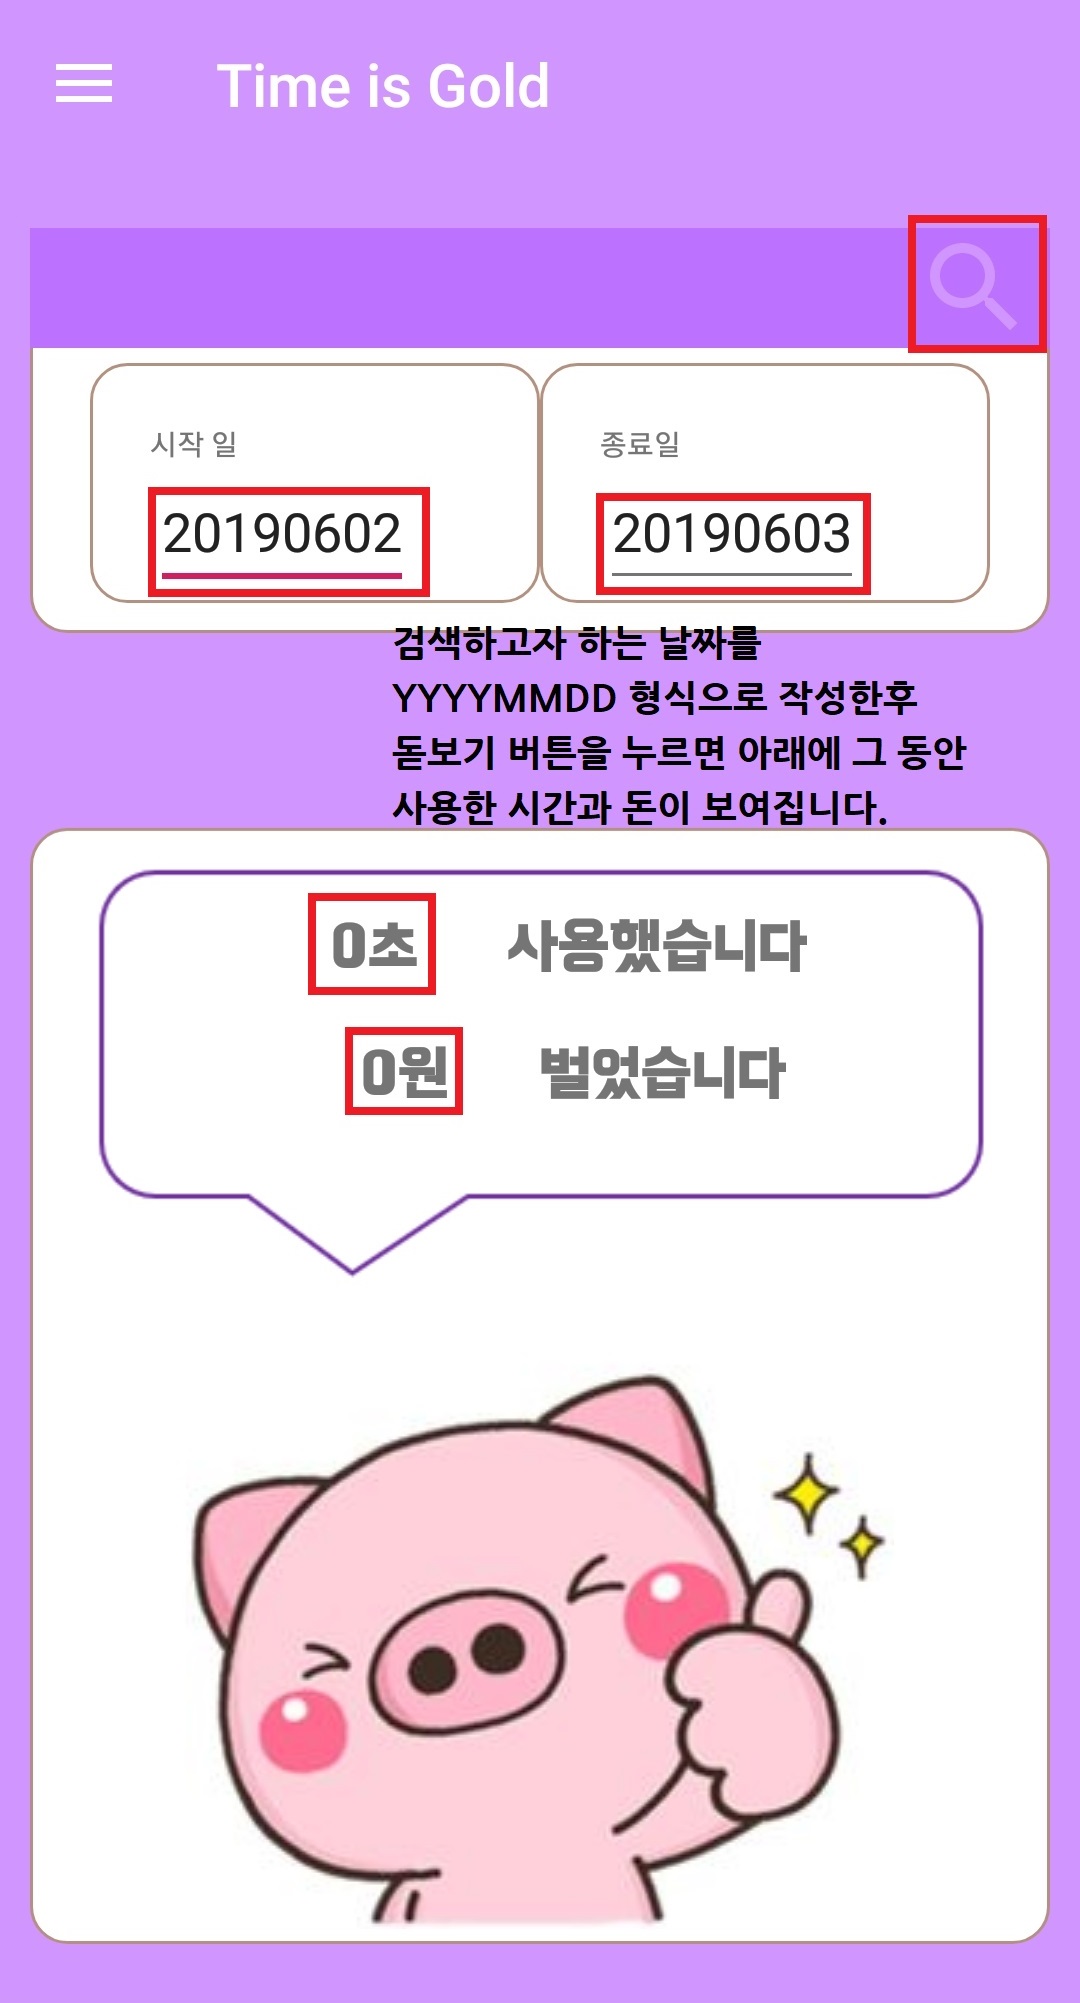 Time is Gold
시작 일
종료일
20190602
20190603
검색하고자 하는 날짜를
YYYYMMDD 형식으로 작성한후
돋보기 버튼을 누르면 아래에 그 동안
사용한 시간과 돈이 보여집니다.
0초 사용했습니다
0원 벌었습니다